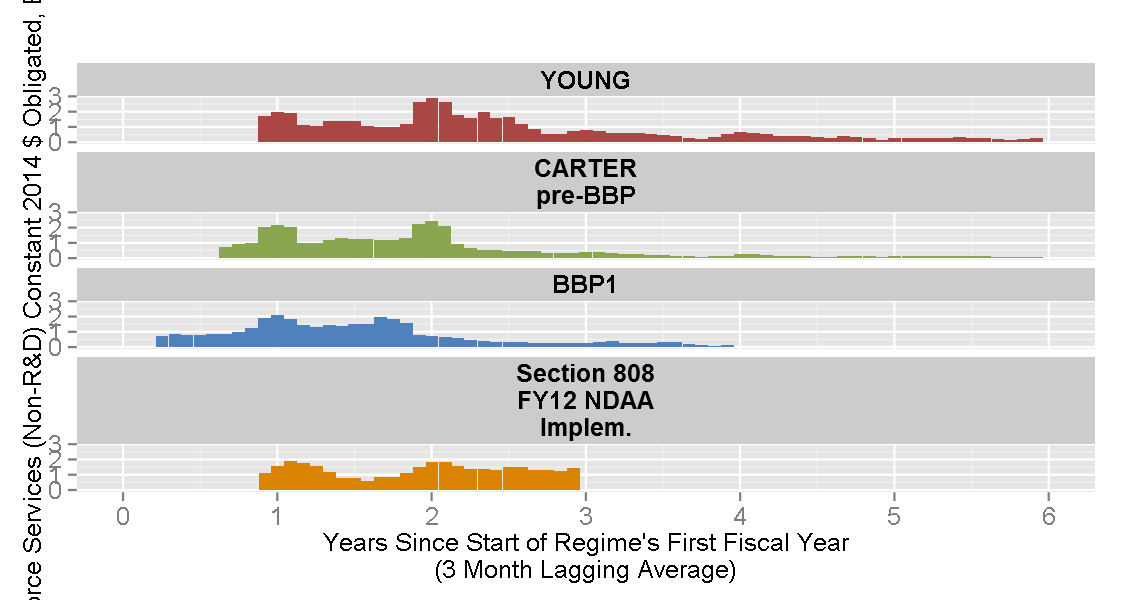 orce Services (Non-R&D) Constant 2014 $ Obligated,
YOUNG
3
2
1
0
CARTER
pre-BBP
3
2
1
0
BBP1
3
2
1
0
Section 808
FY12 NDAA
Implem.
3
2
1
0
0 1 2 3 4 5 6
Years Since Start of Regime's First Fiscal Year
(3 Month Lagging Average)